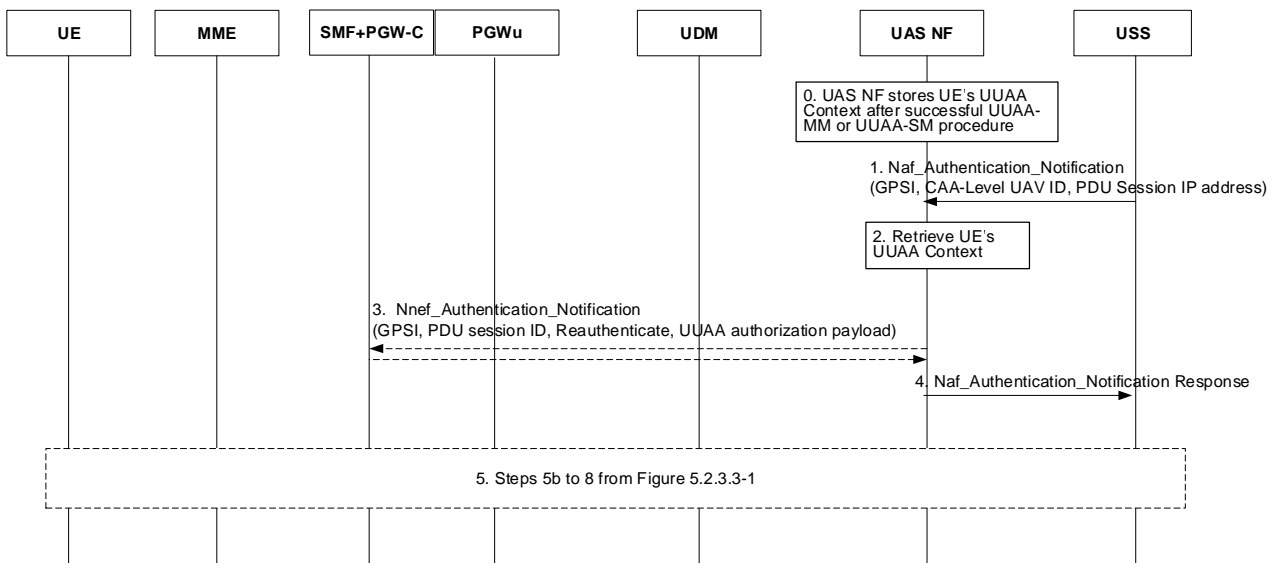 UE MME SMF+PGW-C PGWu UDM UAS NF USS
0. UAS NF stores UE's UUAA
Context after successful UUAA-
MM or UUAA-SM procedure
1. Naf_Authentication_Notification
(GPSI, CAA-Level UAV ID, PDU Session IP address)
2. Retrieve UE's
UUAA Context
3. Nnef_Authentication_Notification
(GPSI, PDU session ID, Reauthenticate, UUAA authorization payload)
4. Naf_Authentication_Notification Response
5. Steps 5b to 8 from Figure 5.2.3.3-1